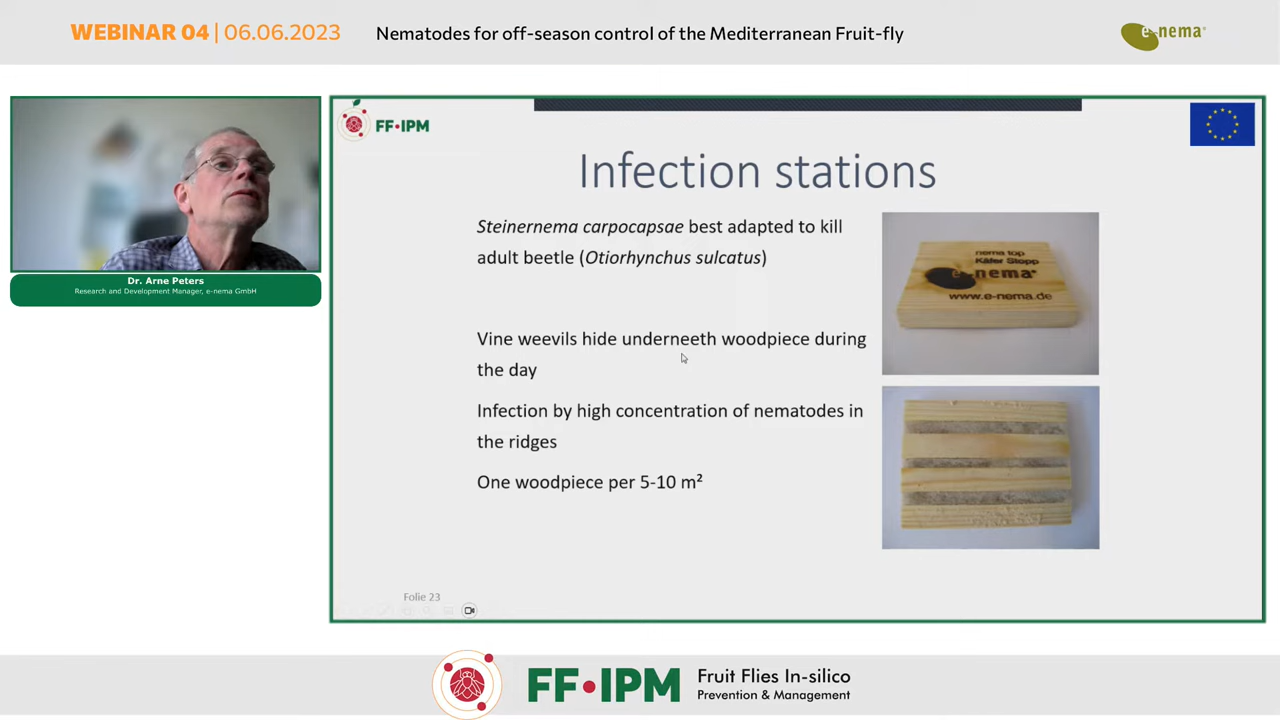 WEBINAR 04 | 06.06.2023
Nematodes for off-season control of the Mediterranean Fruit-fly
e-nema®
FF•IPM
Infection stations
Steinernema carpocapsae best adapted to kill
adult beetle (Otiorhynchus sulcatus)
nema top
Käfer Stopp
e-nema®
www.e-nema.de
Dr. Arne Peters
Research and Development Manager, e-nema GmbH
Vine weevils hide underneeth woodpiece during
the day
Infection by high concentration of nematodes in
the ridges
One woodpiece per 5-10 m²
Folie 23
FF•IPM
Fruit Flies In-silico
Prevention & Management